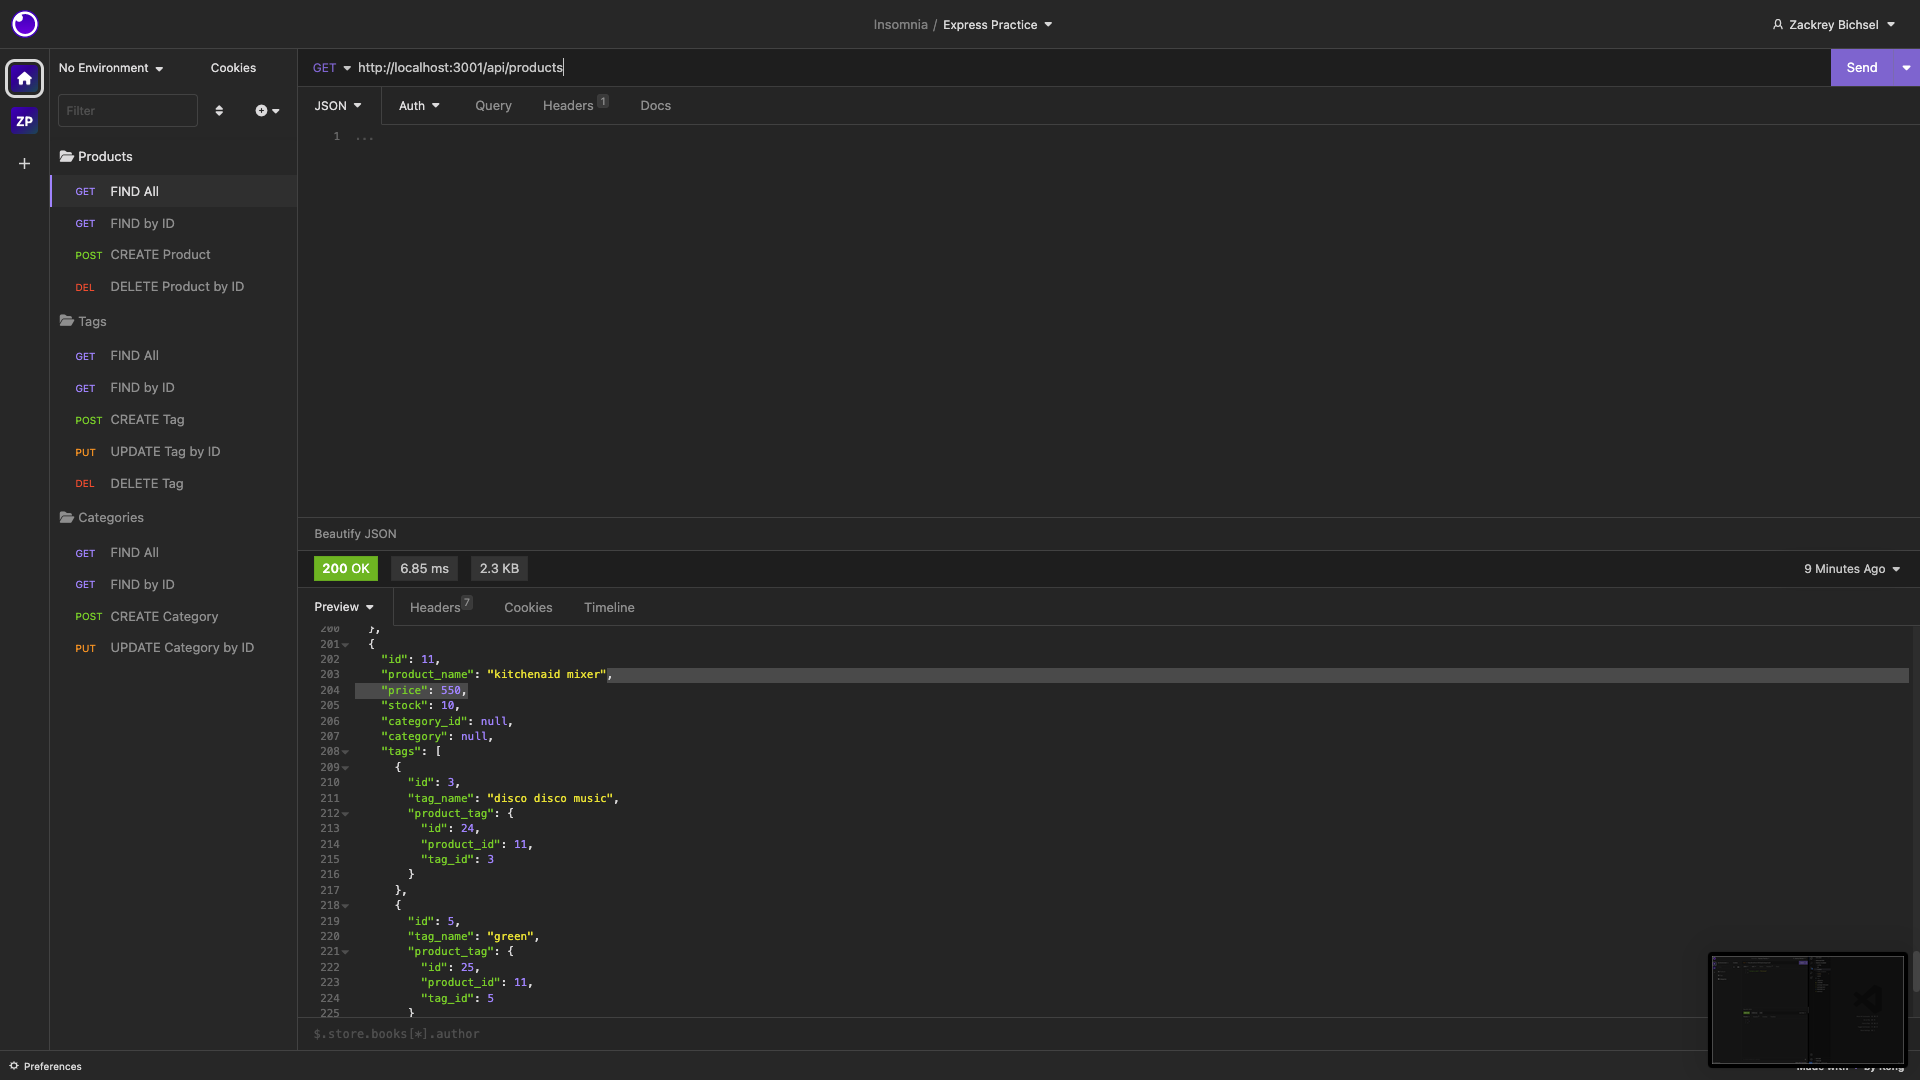 Insomnia / Express Practice
Zackrey Bichsel
ZP
No Environment
Cookies
Filter
Products
GET FIND All
GET FIND by ID
POST CREATE Product
DEL DELETE Product by ID
Tags
GET FIND All
GET FIND by ID
POST CREATE Tag
PUT UPDATE Tag by ID
DEL DELETE Tag
Categories
GET FIND All
GET FIND by ID
POST CREATE Category
PUT UPDATE Category by ID
GET http://localhost:3001/api/products
Send
JSON Auth Query Headers 1 Docs
1 ...
Beautify JSON
200 OK 6.85 ms 2.3 KB
9 Minutes Ago
Preview Headers 7 Cookies Timeline
200 },
201 {
202 "id": 11,
203 "product_name": "kitchenaid mixer",
204 "price": 550,
205 "stock": 10,
206 "category_id": null,
207 "category": null,
208 "tags": [
209 {
210 "id": 3,
211 "tag_name": "disco disco music",
212 "product_tag": {
213 "id": 24,
214 "product_id": 11,
215 "tag_id": 3
216 }
217 },
218 {
219 "id": 5,
220 "tag_name": "green",
221 "product_tag": {
222 "id": 25,
223 "product_id": 11,
224 "tag_id": 5
225 }
$.store.books[*].author
Preferences
Made with by Kong